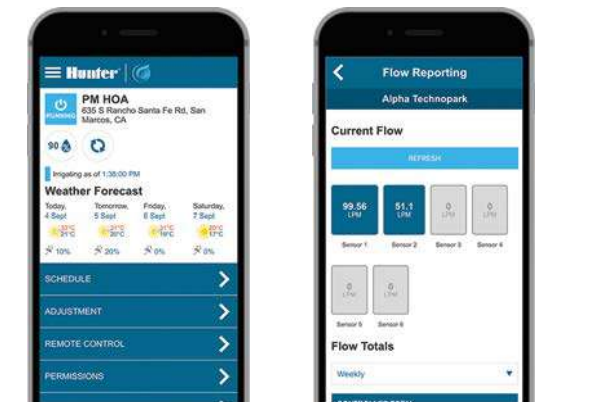 Hunter
RUNNING
PM HOA
635 S Rancho Santa Fe Rd, San
Marcos, CA
90
Irrigating as of 1:38:00 PM
Weather Forecast
Today, Tomorrow, Friday, Saturday,
4 Sept 5 Sept 6 Sept 7 Sept
21°C 20°C 19°C 17°C
10% 20% 0% 0%
SCHEDULE
ADJUSTMENT
REMOTE CONTROL
PERMISSIONS
Flow Reporting
Alpha Technopark
Current Flow
REFRESH
99.56 51.1 0 0
LPM LPM LPM LPM
Sensor 1 Sensor 2 Sensor 3 Sensor 4
0 0
LPM LPM
Sensor 5 Sensor 6
Flow Totals
Weekly